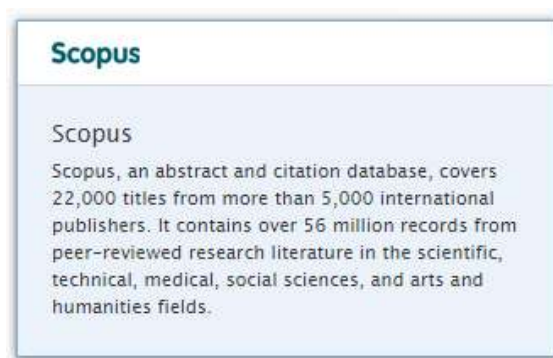 Scopus
Scopus
Scopus, an abstract and citation database, covers
22,000 titles from more than 5,000 international
publishers. It contains over 56 million records from
peer-reviewed research literature in the scientific,
technical, medical, social sciences, and arts and
humanities fields.